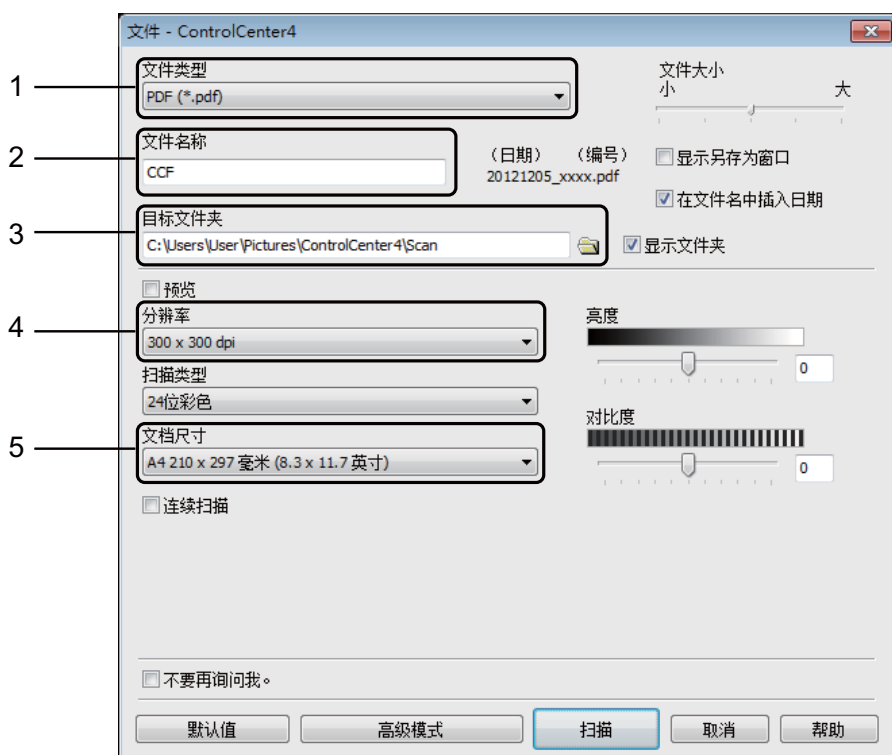 文件 - ControlCenter4
1
文件类型
PDF (*.pdf)
文件大小
小 大
2
文件名称
CCF
(日期) (编号)
20121205_xxxx.pdf
显示另存为窗口
在文件名中插入日期
3
目标文件夹
C:\Users\User\Pictures\ControlCenter4\Scan
显示文件夹
预览
4
分辨率
300 x 300 dpi
亮度
0
扫描类型
24位彩色
对比度
0
5
文档尺寸
A4 210 x 297 毫米 (8.3 x 11.7 英寸)
连续扫描
不要再询问我。
默认值 高级模式 扫描 取消 帮助